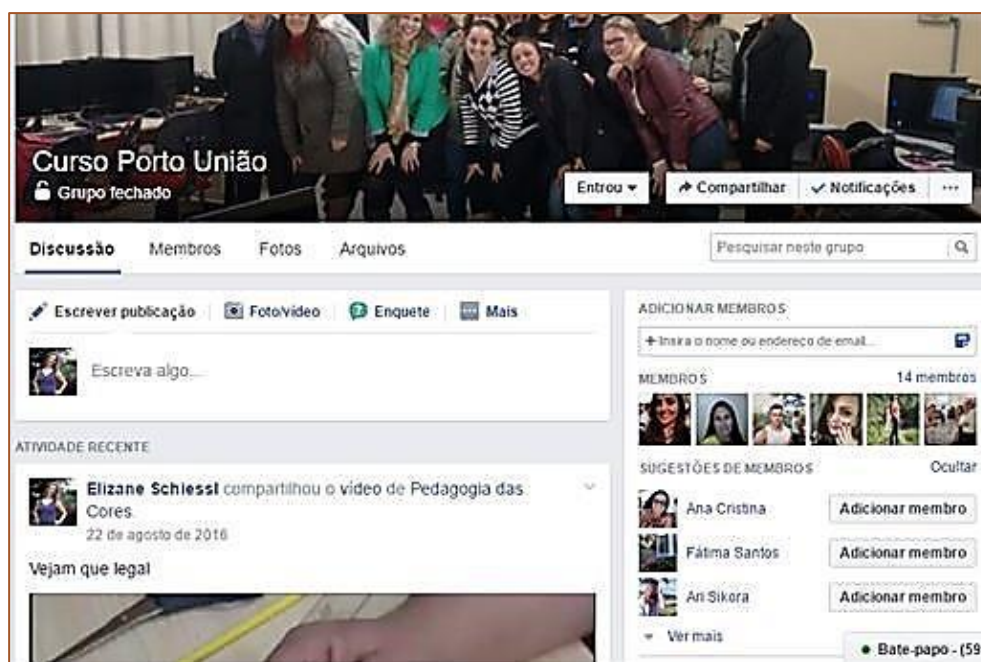 Curso Porto União
Grupo fechado
Entrou
Compartilhar
Notificações
Discussão Membros Fotos Arquivos
Pesquisar neste grupo
Escrever publicação Foto/vídeo Enquete Mais
Escreva algo...
ADICIONAR MEMBROS
+ Insira o nome ou endereço de email...
MEMBROS 14 membros
SUGESTÕES DE MEMBROS Ocultar
Ana Cristina Adicionar membro
Fátima Santos Adicionar membro
Ari Sikora Adicionar membro
Ver mais
Bate-papo - (59
ATIVIDADE RECENTE
Elizane Schiessl compartilhou o vídeo de Pedagogia das
Cores.
22 de agosto de 2016
Vejam que legal